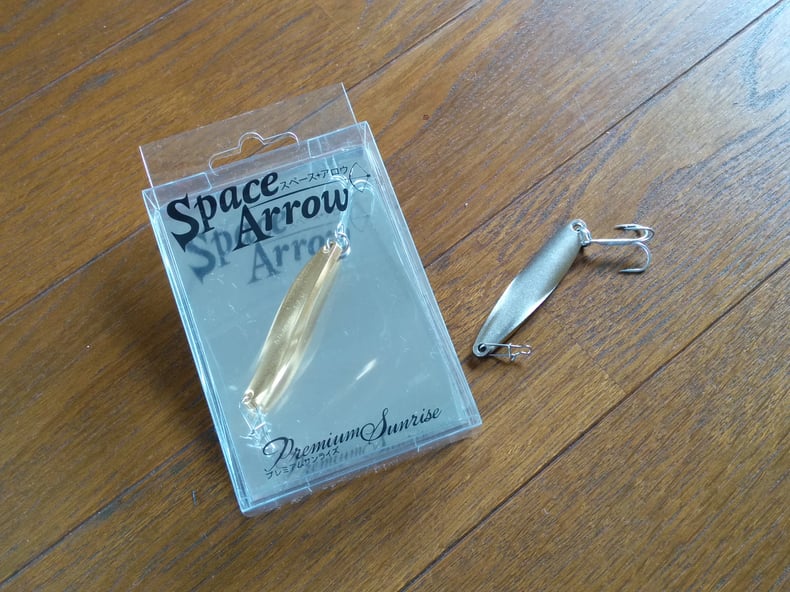 Space
スペース・アロウ
Arrow
Premium Sunrise
プレミアムサンライズ